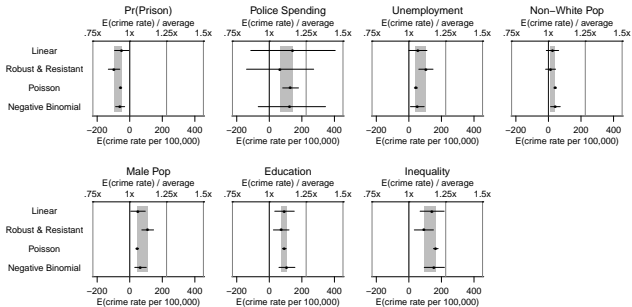 Pr(Prison) Police Spending Unemployment Non−White Pop
E(crime rate) / average E(crime rate) / average E(crime rate) / average E(crime rate) / average
.75x 1x 1.25x 1.5x .75x 1x 1.25x 1.5x .75x 1x 1.25x 1.5x .75x 1x 1.25x 1.5x
Linear
Robust & Resistant
Poisson
Negative Binomial
−200 0 200 400 −200 0 200 400 −200 0 200 400 −200 0 200 400
E(crime rate per 100,000) E(crime rate per 100,000) E(crime rate per 100,000) E(crime rate per 100,000)
Male Pop Education Inequality
E(crime rate) / average E(crime rate) / average E(crime rate) / average
.75x 1x 1.25x 1.5x .75x 1x 1.25x 1.5x .75x 1x 1.25x 1.5x
Linear
Robust & Resistant
Poisson
Negative Binomial
−200 0 200 400 −200 0 200 400 −200 0 200 400
E(crime rate per 100,000) E(crime rate per 100,000) E(crime rate per 100,000)